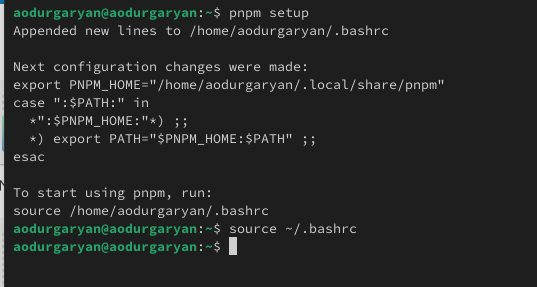 aodurgaryan@aodurgaryan:~$ pnpm setup
Appended new lines to /home/aodurgaryan/.bashrc

Next configuration changes were made:
export PNPM_HOME="/home/aodurgaryan/.local/share/pnpm"
case ":$PATH:" in
  *":$PNPM_HOME:"*) ;;
  *) export PATH="$PNPM_HOME:$PATH" ;;
esac

To start using pnpm, run:
source /home/aodurgaryan/.bashrc
aodurgaryan@aodurgaryan:~$ source ~/.bashrc
aodurgaryan@aodurgaryan:~$